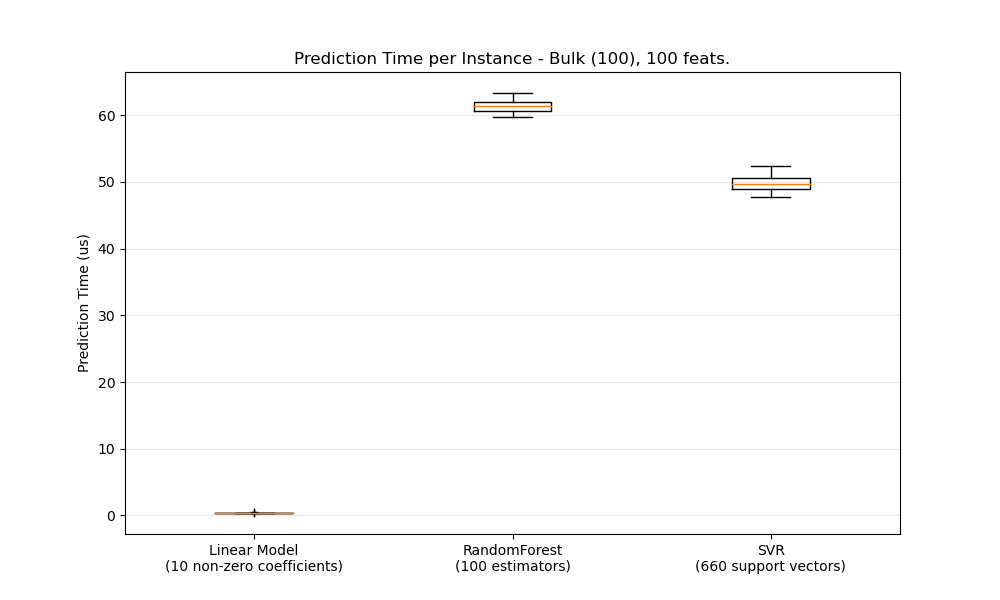 Prediction Time per Instance - Bulk (100), 100 feats.
Prediction Time (us)
60
50
40
30
20
10
0
Linear Model
(10 non-zero coefficients)
RandomForest
(100 estimators)
SVR
(660 support vectors)